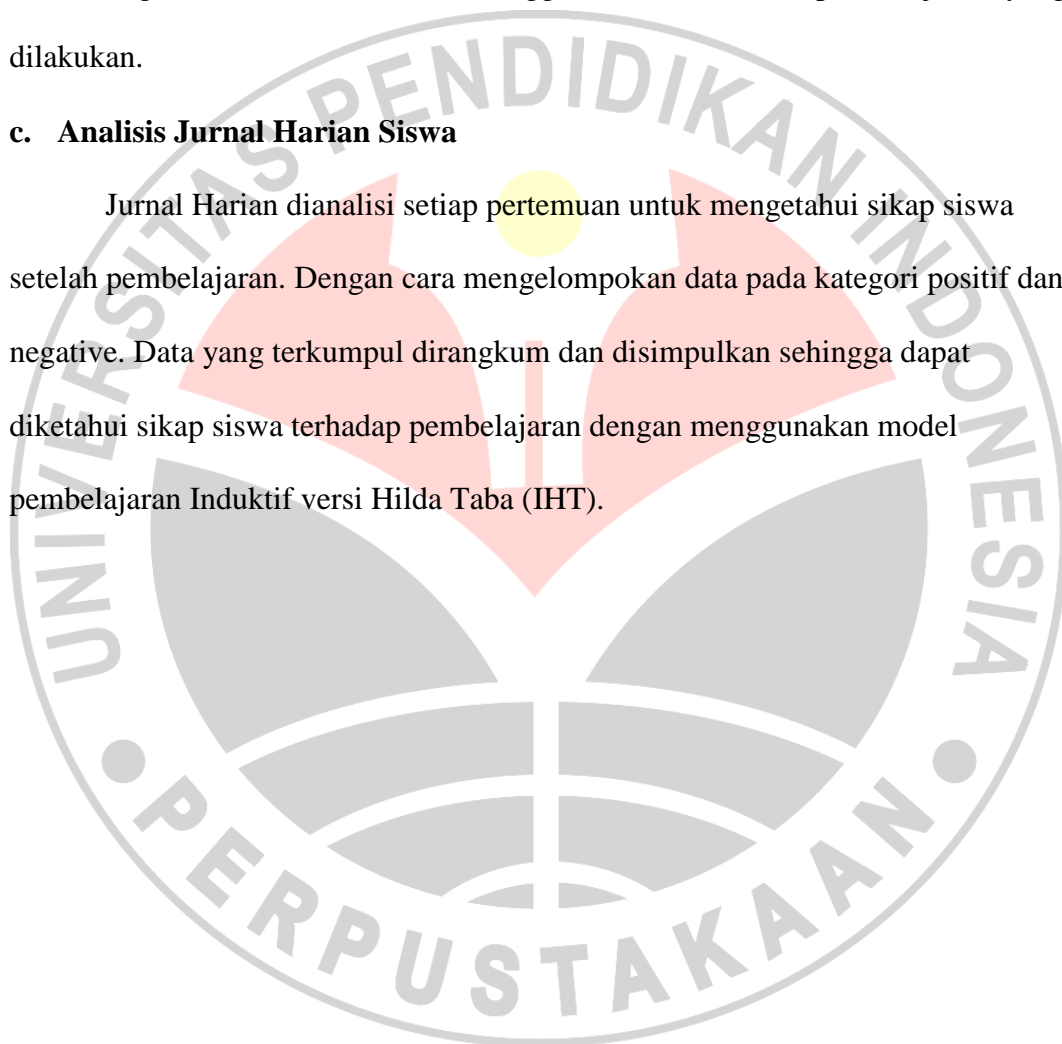 dilakukan.
c. Analisis Jurnal Harian Siswa
Jurnal Harian dianalisi setiap pertemuan untuk mengetahui sikap siswa
setelah pembelajaran. Dengan cara mengelompokan data pada kategori positif dan
negative. Data yang terkumpul dirangkum dan disimpulkan sehingga dapat
diketahui sikap siswa terhadap pembelajaran dengan menggunakan model
pembelajaran Induktif versi Hilda Taba (IHT).
UNIVERSITAS PENDIDIKAN INDONESIA
PERPUSTAKAAN